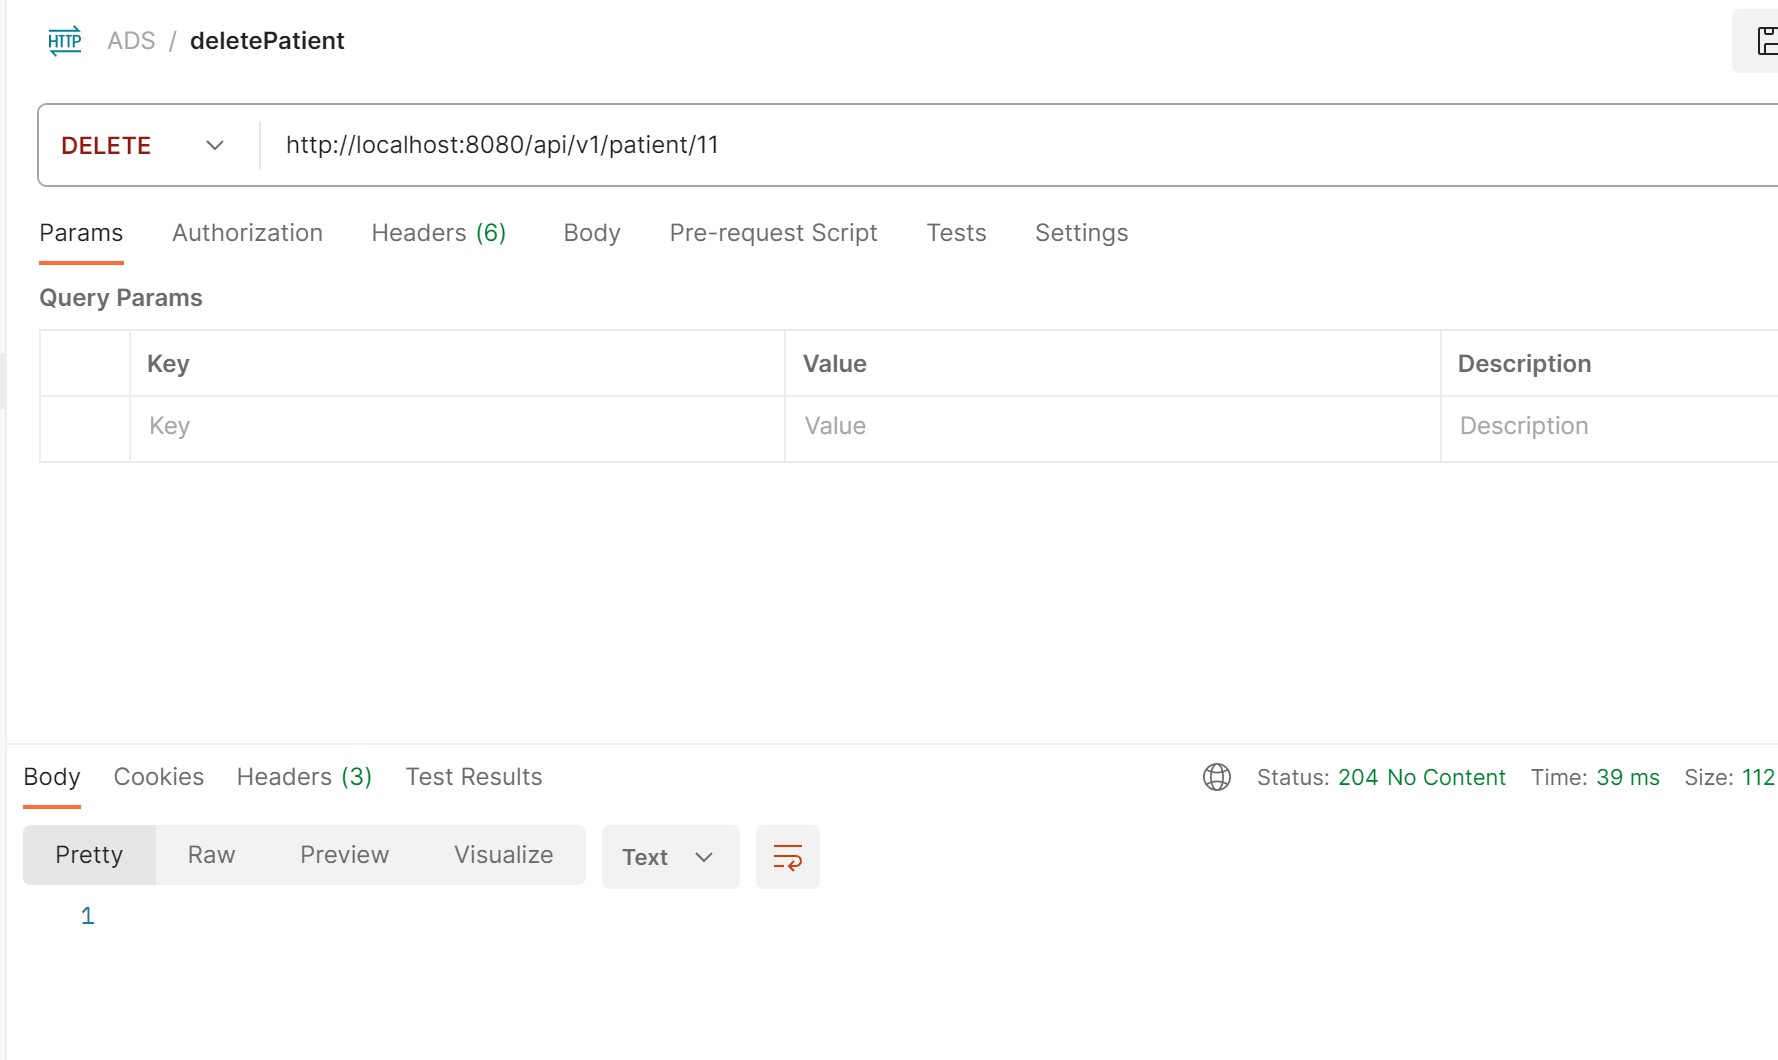 HTTP ADS / deletePatient
DELETE http://localhost:8080/api/v1/patient/11
Params Authorization Headers (6) Body Pre-request Script Tests Settings
Query Params
Key Value Description
Key Value Description
Body Cookies Headers (3) Test Results Status: 204 No Content Time: 39 ms Size: 112
Pretty Raw Preview Visualize Text
1